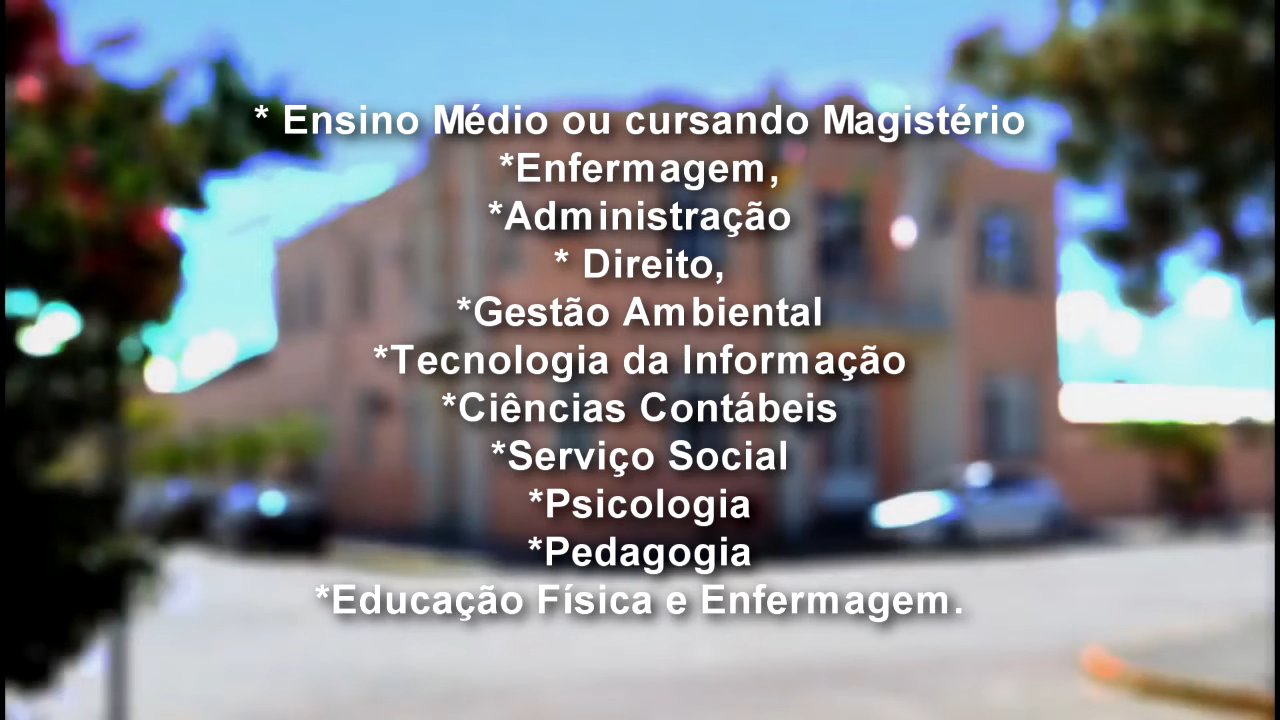 * Ensino Médio ou cursando Magistério
*Enfermagem,
*Administração
* Direito,
*Gestão Ambiental
*Tecnologia da Informação
*Ciências Contábeis
*Serviço Social
*Psicologia
*Pedagogia
*Educação Física e Enfermagem.